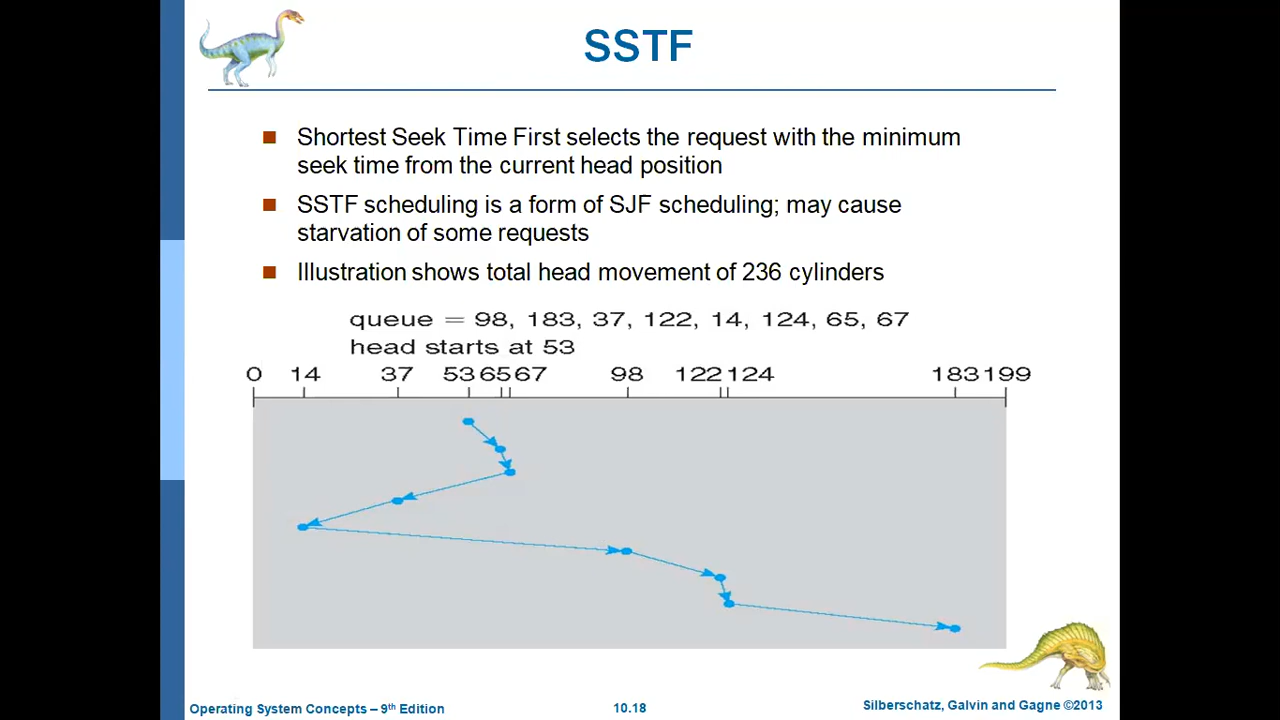 SSTF
Shortest Seek Time First selects the request with the minimum
seek time from the current head position
SSTF scheduling is a form of SJF scheduling; may cause
starvation of some requests
Illustration shows total head movement of 236 cylinders
queue = 98, 183, 37, 122, 14, 124, 65, 67
head starts at 53
0 14 37 53 65 67 98 122 124 183 199
Operating System Concepts – 9th Edition 10.18 Silberschatz, Galvin and Gagne ©2013